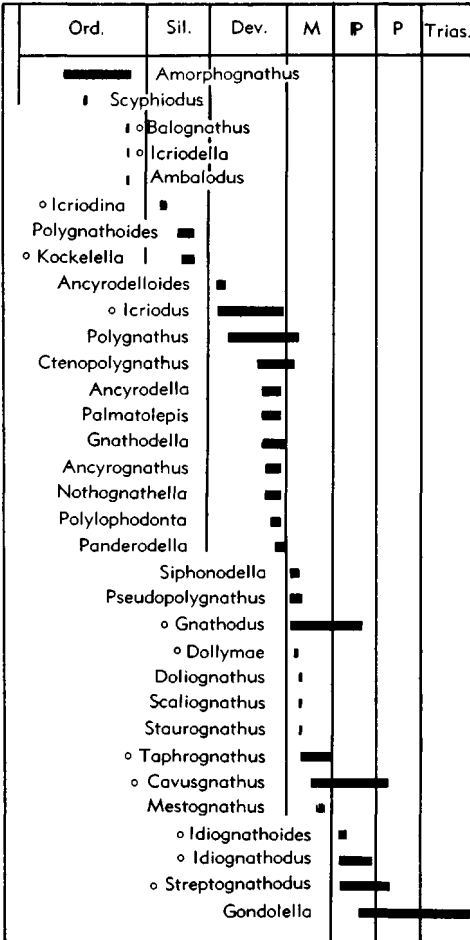 Ord. Sil. Dev. M ℙ P Trias.
Amorphognathus
Scyphiodus
○ Balognathus
○ Icriodella
Ambalodus
○ Icriodina
Polygnathoides
○ Kockelella
Ancyrodelloides
○ Icriodus
Polygnathus
Ctenopolygnathus
Ancyrodella
Palmatolepis
Gnathodella
Ancyrognathus
Nothognathella
Polylophodonta
Panderodella
Siphonodella
Pseudopolygnathus
○ Gnathodus
○ Dollymae
Doliognathus
Scaliognathus
Staurognathus
○ Taphrognathus
○ Cavusgnathus
Mestognathus
○ Idiognathoides
○ Idiognathodus
○ Streptognathodus
Gondolella